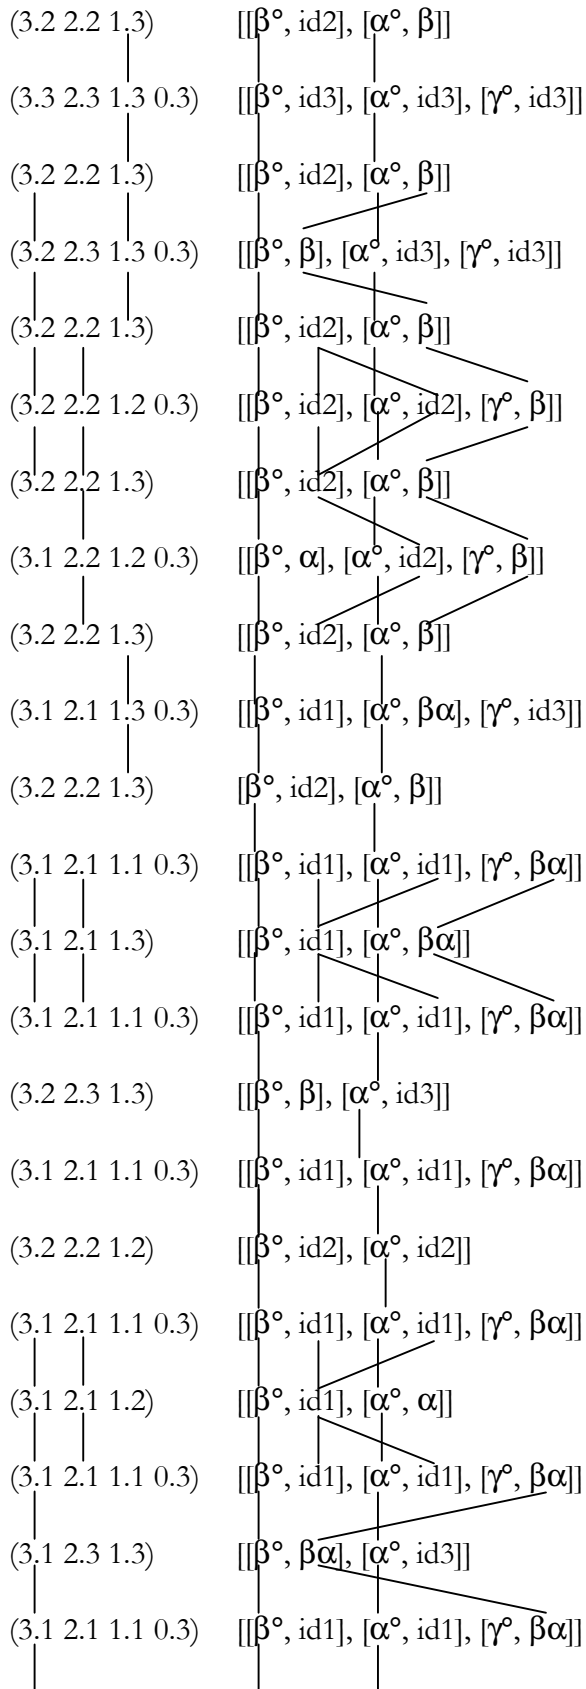 (3.2 2.2 1.3) [[β°, id2], [α°, β]]
(3.3 2.3 1.3 0.3) [[β°, id3], [α°, id3], [γ°, id3]]
(3.2 2.2 1.3) [[β°, id2], [α°, β]]
(3.2 2.3 1.3 0.3) [[β°, β], [α°, id3], [γ°, id3]]
(3.2 2.2 1.3) [[β°, id2], [α°, β]]
(3.2 2.2 1.2 0.3) [[β°, id2], [α°, id2], [γ°, β]]
(3.2 2.2 1.3) [[β°, id2], [α°, β]]
(3.1 2.2 1.2 0.3) [[β°, α], [α°, id2], [γ°, β]]
(3.2 2.2 1.3) [[β°, id2], [α°, β]]
(3.1 2.1 1.3 0.3) [[β°, id1], [α°, βα], [γ°, id3]]
(3.2 2.2 1.3) [β°, id2], [α°, β]]
(3.1 2.1 1.1 0.3) [[β°, id1], [α°, id1], [γ°, βα]]
(3.1 2.1 1.3) [[β°, id1], [α°, βα]]
(3.1 2.1 1.1 0.3) [[β°, id1], [α°, id1], [γ°, βα]]
(3.2 2.3 1.3) [[β°, β], [α°, id3]]
(3.1 2.1 1.1 0.3) [[β°, id1], [α°, id1], [γ°, βα]]
(3.2 2.2 1.2) [[β°, id2], [α°, id2]]
(3.1 2.1 1.1 0.3) [[β°, id1], [α°, id1], [γ°, βα]]
(3.1 2.1 1.2) [[β°, id1], [α°, α]]
(3.1 2.1 1.1 0.3) [[β°, id1], [α°, id1], [γ°, βα]]
(3.1 2.3 1.3) [[β°, βα], [α°, id3]]
(3.1 2.1 1.1 0.3) [[β°, id1], [α°, id1], [γ°, βα]]